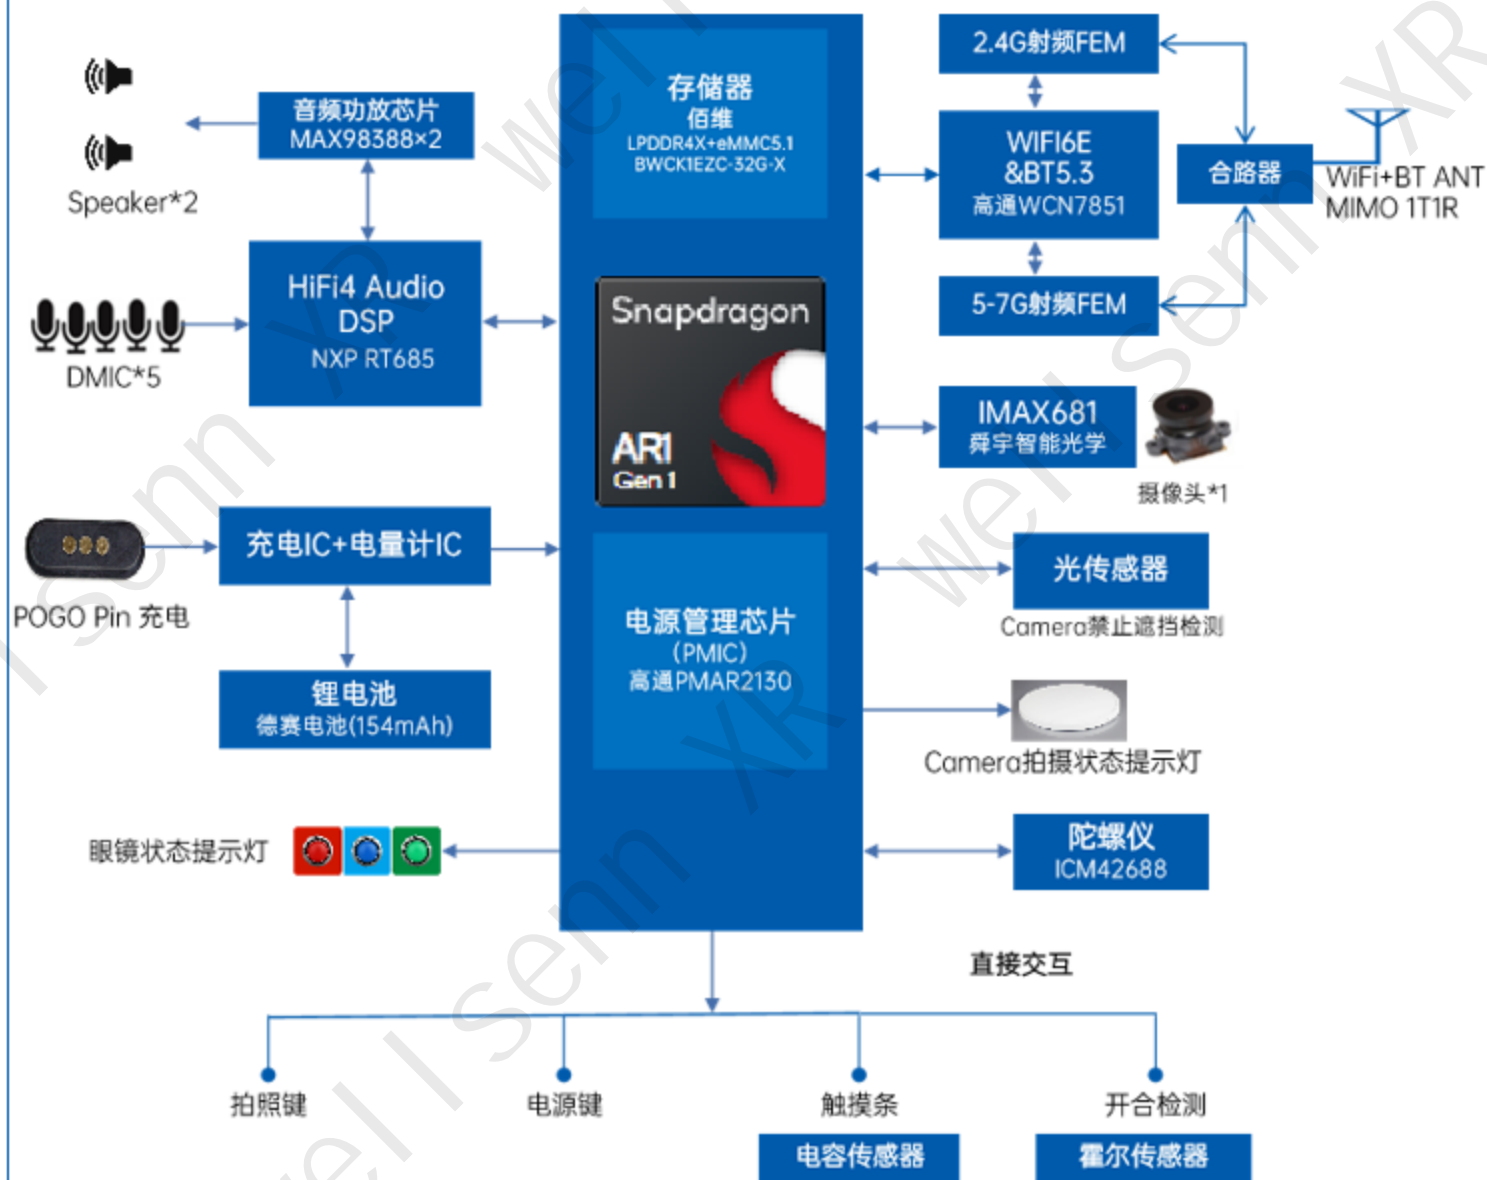 音频功放芯片
MAX98388×2
Speaker*2
HiFi4 Audio
DSP
NXP RT685
DMIC*5
充电IC+电量计IC
POGO Pin 充电
锂电池
德赛电池(154mAh)
眼镜状态提示灯
存储器
佰维
LPDDR4X+eMMC5.1
BWCK1EZC-32G-X
Snapdragon
AR1
Gen 1
电源管理芯片
(PMIC)
高通PMAR2130
2.4G射频FEM
WIFI6E
&BT5.3
高通WCN7851
5-7G射频FEM
合路器
WiFi+BT ANT
MIMO 1T1R
IMAX681
舜宇智能光学
摄像头*1
光传感器
Camera禁止遮挡检测
Camera拍摄状态提示灯
陀螺仪
ICM42688
直接交互
拍照键
电源键
触摸条
开合检测
电容传感器
霍尔传感器
wellsenn XR